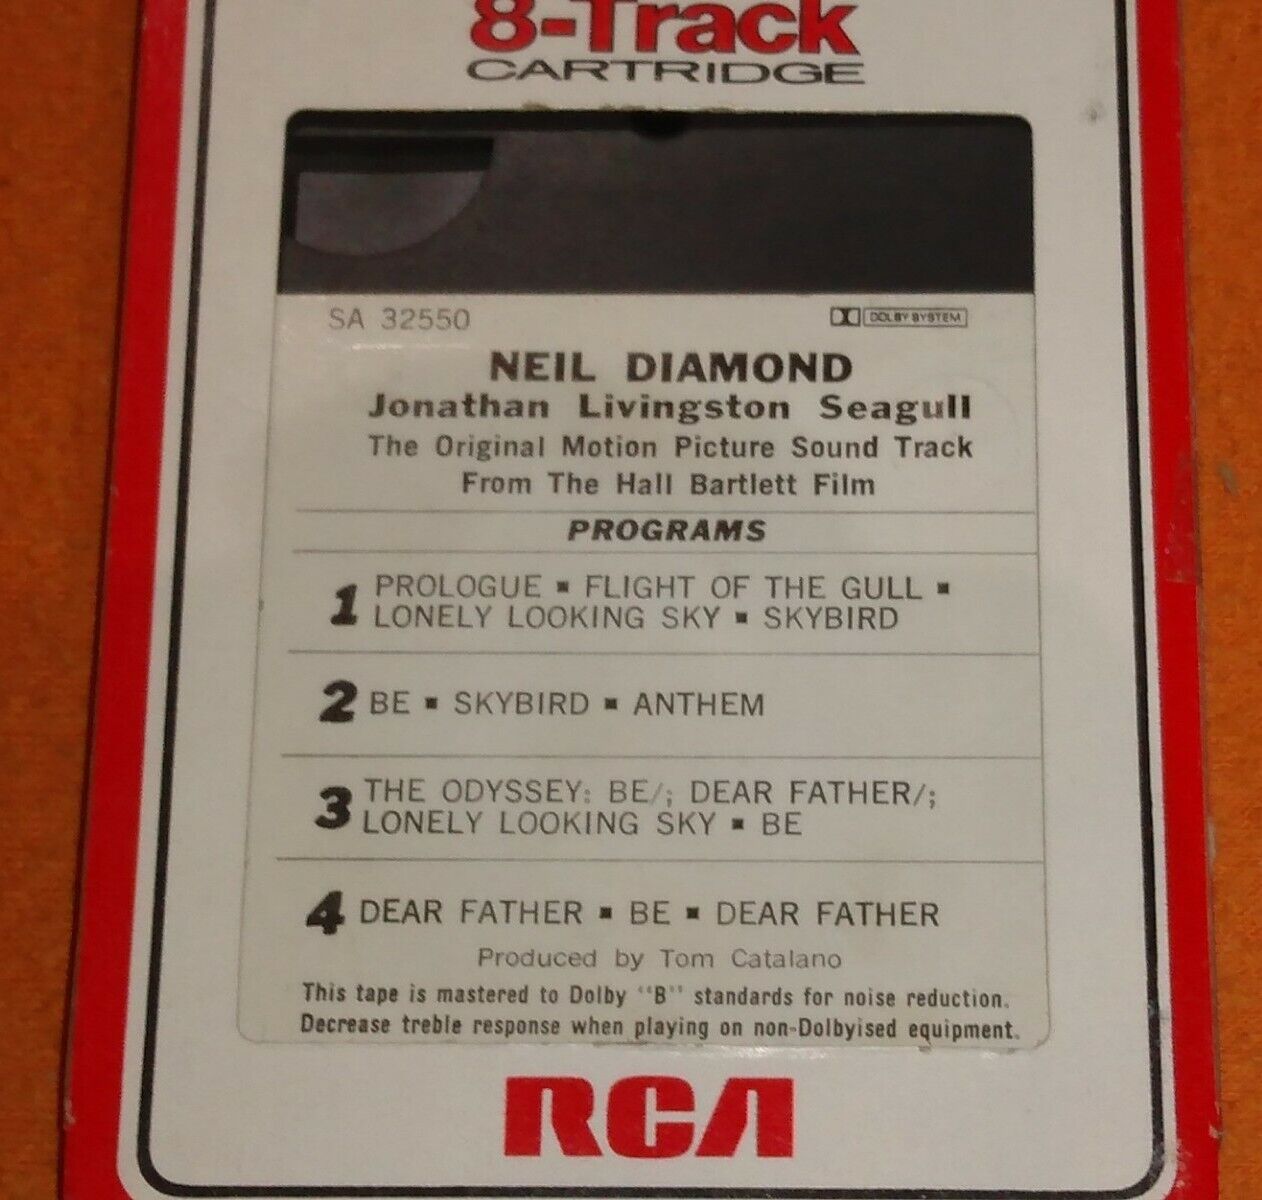 8-Track
CARTRIDGE
SA 32550
DOLBY SYSTEM
NEIL DIAMOND
Jonathan Livingston Seagull
The Original Motion Picture Sound Track
From The Hall Bartlett Film
PROGRAMS
1 PROLOGUE ▪ FLIGHT OF THE GULL ▪
LONELY LOOKING SKY ▪ SKYBIRD
2 BE ▪ SKYBIRD ▪ ANTHEM
3 THE ODYSSEY: BE/; DEAR FATHER/;
LONELY LOOKING SKY ▪ BE
4 DEAR FATHER ▪ BE ▪ DEAR FATHER
Produced by Tom Catalano
This tape is mastered to Dolby "B" standards for noise reduction.
Decrease treble response when playing on non-Dolbyised equipment.
RCA